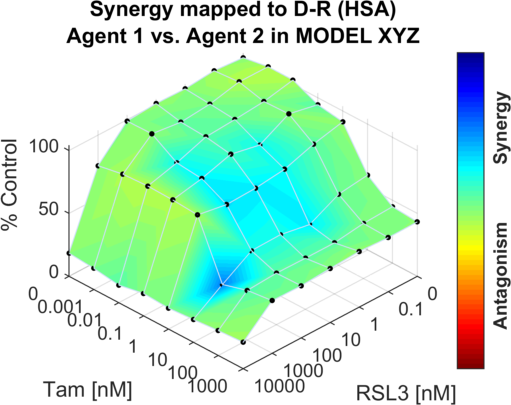 Synergy mapped to D-R (HSA)
Agent 1 vs. Agent 2 in MODEL XYZ
% Control
100
50
0
0
0.001
0.01
0.1
1
10
100
1000
Tam [nM]
0
0.1
1
10
100
1000
10000
RSL3 [nM]
Synergy
Antagonism